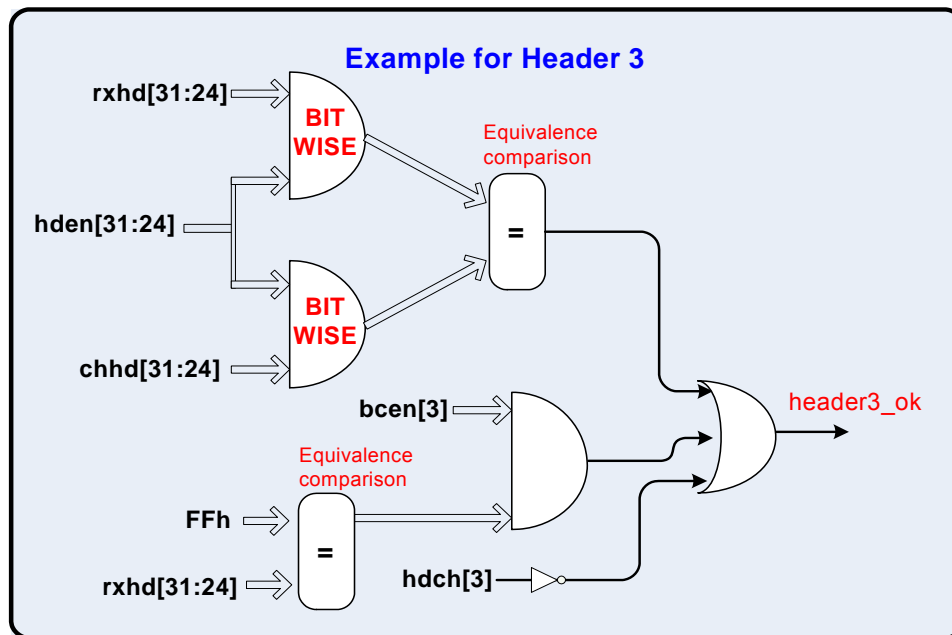 Example for Header 3
rxhd[31:24]
BIT
WISE
Equivalence
comparison
hden[31:24]
=
BIT
WISE
chhd[31:24]
bcen[3]
header3_ok
Equivalence
comparison
FFh
=
rxhd[31:24]
hdch[3]